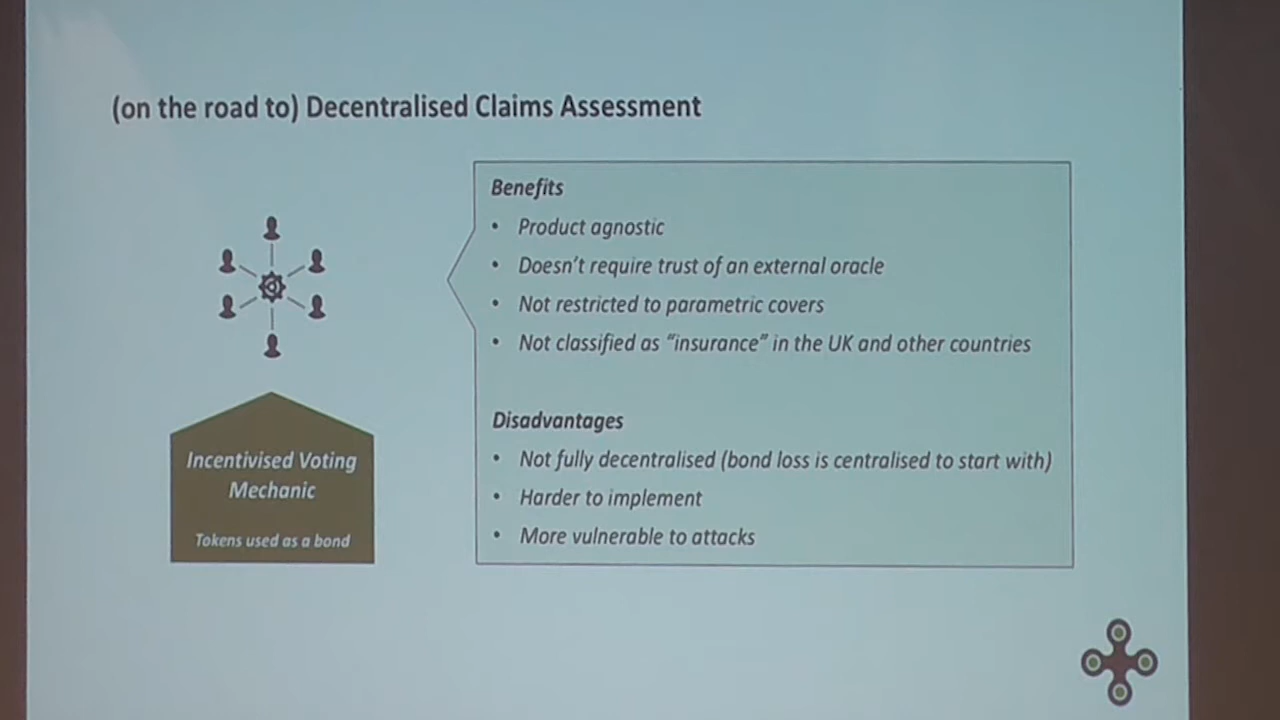 (on the road to) Decentralised Claims Assessment
Incentivised Voting
Mechanic
Tokens used as a bond
Benefits
• Product agnostic
• Doesn't require trust of an external oracle
• Not restricted to parametric covers
• Not classified as "insurance" in the UK and other countries
Disadvantages
• Not fully decentralised (bond loss is centralised to start with)
• Harder to implement
• More vulnerable to attacks